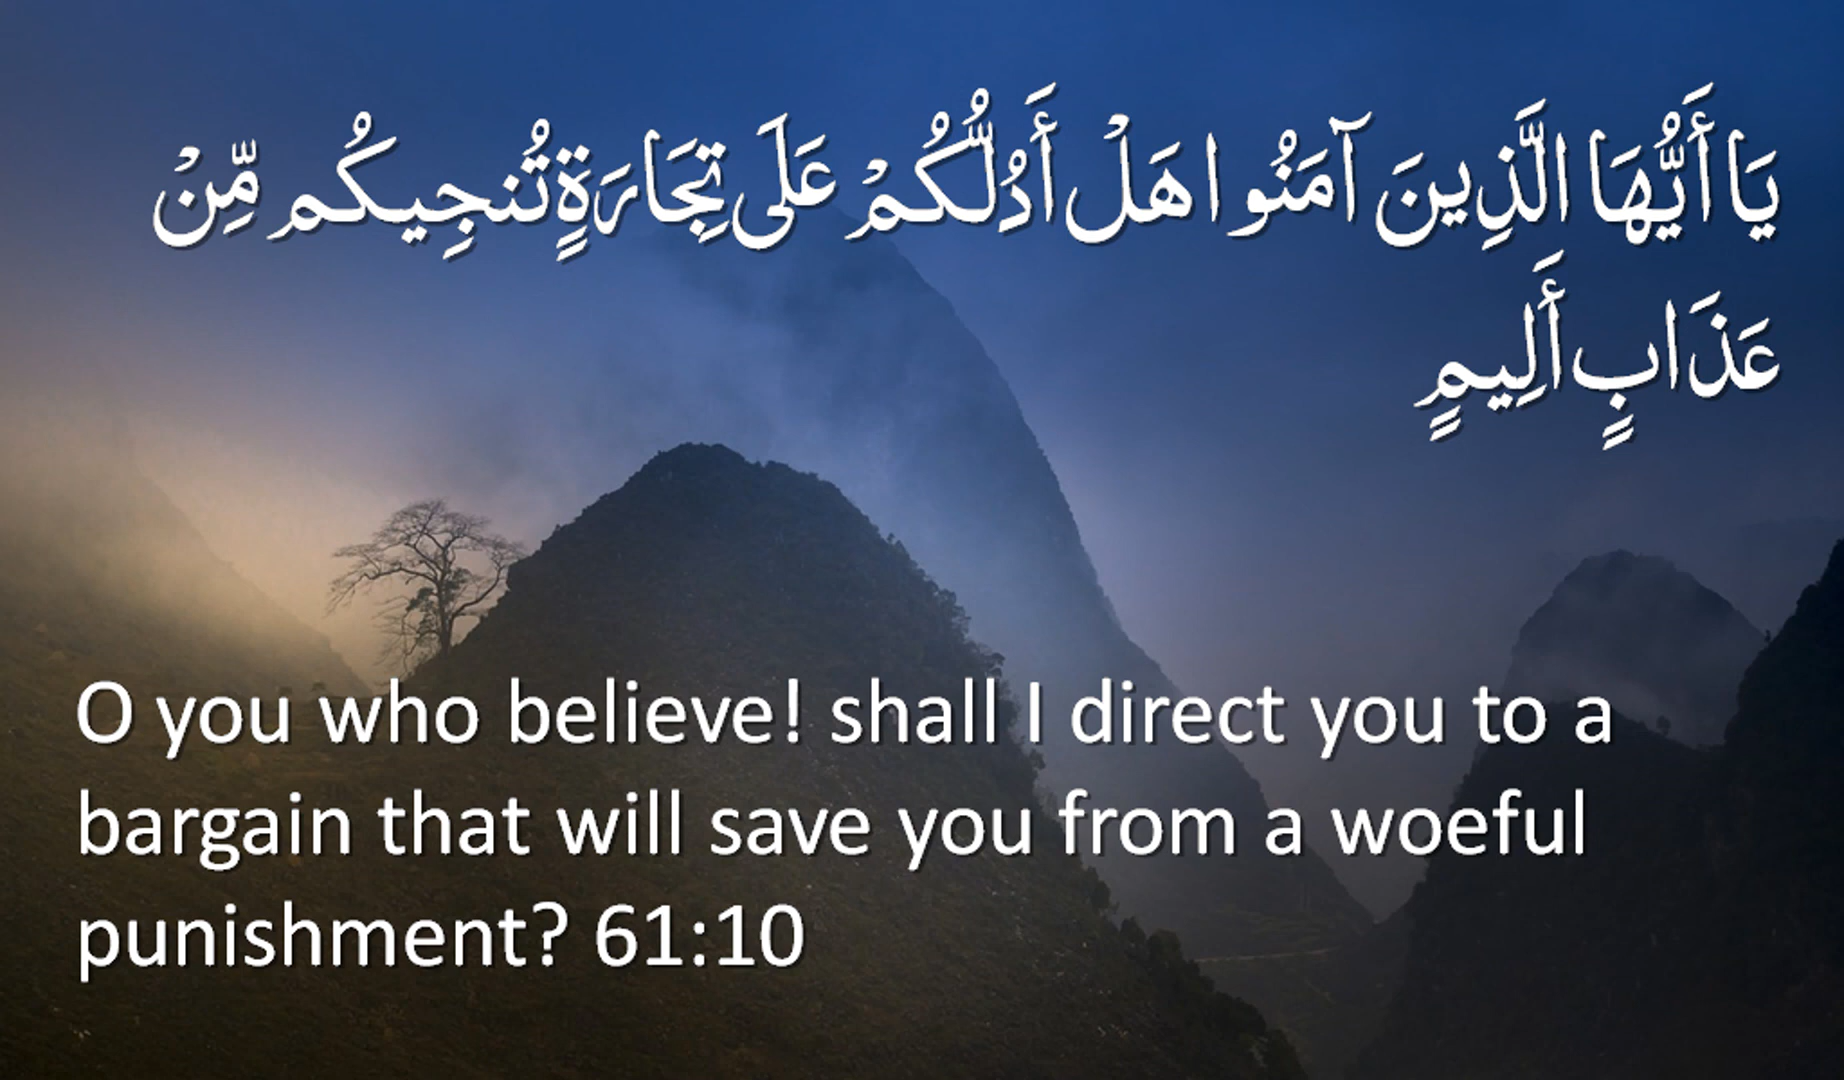 يَا أَيُّهَا الَّذِينَ آمَنُوا هَلْ أَدُلُّكُمْ عَلَى تِجَارَةٍ تُنجِيكُم مِّنْ
عَذَابٍ أَلِيمٍ
O you who believe! shall I direct you to a
bargain that will save you from a woeful
punishment? 61:10